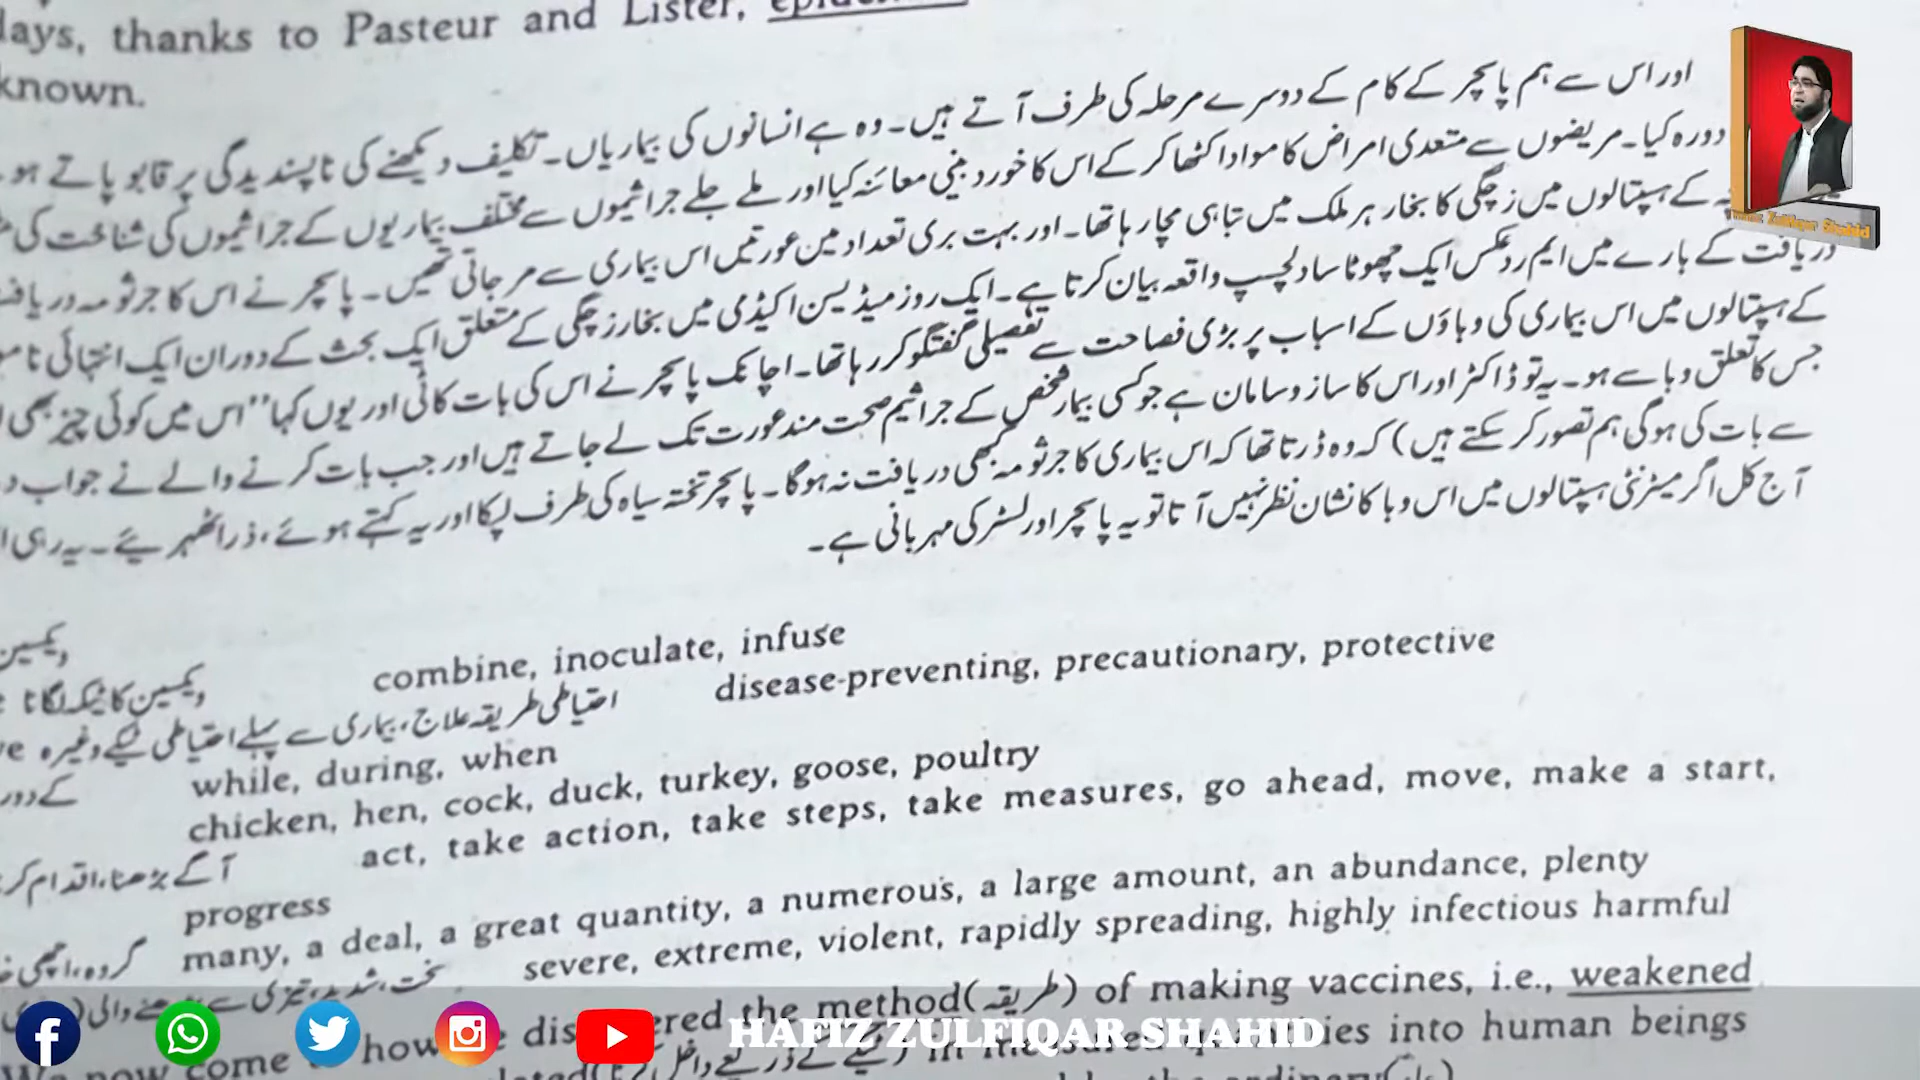 days, thanks to Pasteur and Lister,
known.
اور اس سے ہم پاسچر کے کام کے دوسرے مرحلہ کی طرف آتے ہیں۔ وہ ہے انسانوں کی بیماریاں۔ تکلیف دیکھنے کی ناپسندیدگی پر قابو پاتے
دورہ کیا۔ مریضوں سے متعدی امراض کا مواد اکٹھا کر کے اس کا خورد بینی معائنہ کیا اور ملے جلے جراثیموں سے مختلف بیماریوں کے جراثیموں کی شناخت کی
کے ہسپتالوں میں زچگی کا بخار ہر ملک میں تباہی مچا رہا تھا۔ اور بہت بری تعداد مین عورتیں اس بیماری سے مر جاتی تھیں۔ پاسچر نے اس کا جرثومہ
دریافت کے بارے میں ایم رد عکس ایک چھوٹا سا دلچسپ واقعہ بیان کرتا ہے۔ ایک روز میڈیسن اکیڈمی میں بخار زچگی کے متعلق ایک بحث کے دوران ایک انتہائی
کے ہسپتالوں میں اس بیماری کی وباؤں کے اسباب پر بڑی فصاحت سے تفصیلی گفتگو کر رہا تھا۔ اچانک پاسچر نے اس کی بات کاٹی اور یوں کہا ”اس میں کوئی چیز بھی
جس کا تعلق وبا سے ہو۔ یہ تو ڈاکٹر اور اس کا ساز و سامان ہے جو کسی بیمار شخص کے جراثیم صحت مند عورت تک لے جاتے ہیں اور جب بات کرنے والے نے جواب
سے بات کی ہوگی ہم تصور کر سکتے ہیں) کہ وہ ڈرتا تھا کہ اس بیماری کا جرثومہ کبھی دریافت نہ ہوگا۔ پاسچر تختہ سیاہ کی طرف لپکا اور یہ کہتے ہوئے، ذرا ٹھہریئے۔ یہ رہی
آج کل اگر میٹرنٹی ہسپتالوں میں اس وبا کا نشان نظر نہیں آتا تو یہ پاسچر اور لسٹر کی مہربانی ہے۔
ویکسین
ویکسین کا ٹیکہ لگانا combine, inoculate, infuse
احتیاطی طریقہ علاج، بیماری سے پہلے احتیاطی ٹیکے وغیرہ disease-preventing, precautionary, protective
while, during, when
chicken, hen, cock, duck, turkey, goose, poultry
آگے بڑھنا، اقدام act, take action, take steps, take measures, go ahead, move, make a start,
progress
many, a deal, a great quantity, a numerous, a large amount, an abundance, plenty
severe, extreme, violent, rapidly spreading, highly infectious harmful
how the method(طریقہ) of making vaccines, i.e., weakened
into human beings
HAFIZ ZULFIQAR SHAHID